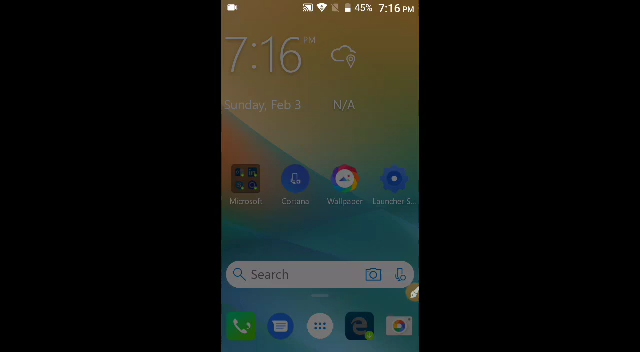 45% 7:16 PM
7:16 PM
Sunday, Feb 3 N/A
Microsoft Cortana Wallpaper Launcher S...
Search